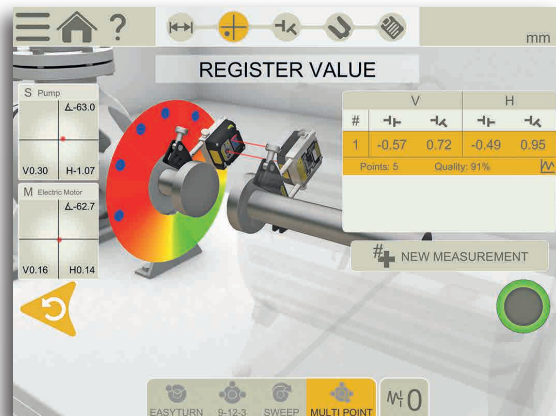 ?
mm
REGISTER VALUE
S Pump
∡-63.0
V0.30 H-1.07
M Electric Motor
∡-62.7
V0.16 H0.14
V H
#
1 -0.57 0.72 -0.49 0.95
Points: 5 Quality: 91%
# NEW MEASUREMENT
EASYTURN 9-12-3 SWEEP MULTI POINT 0